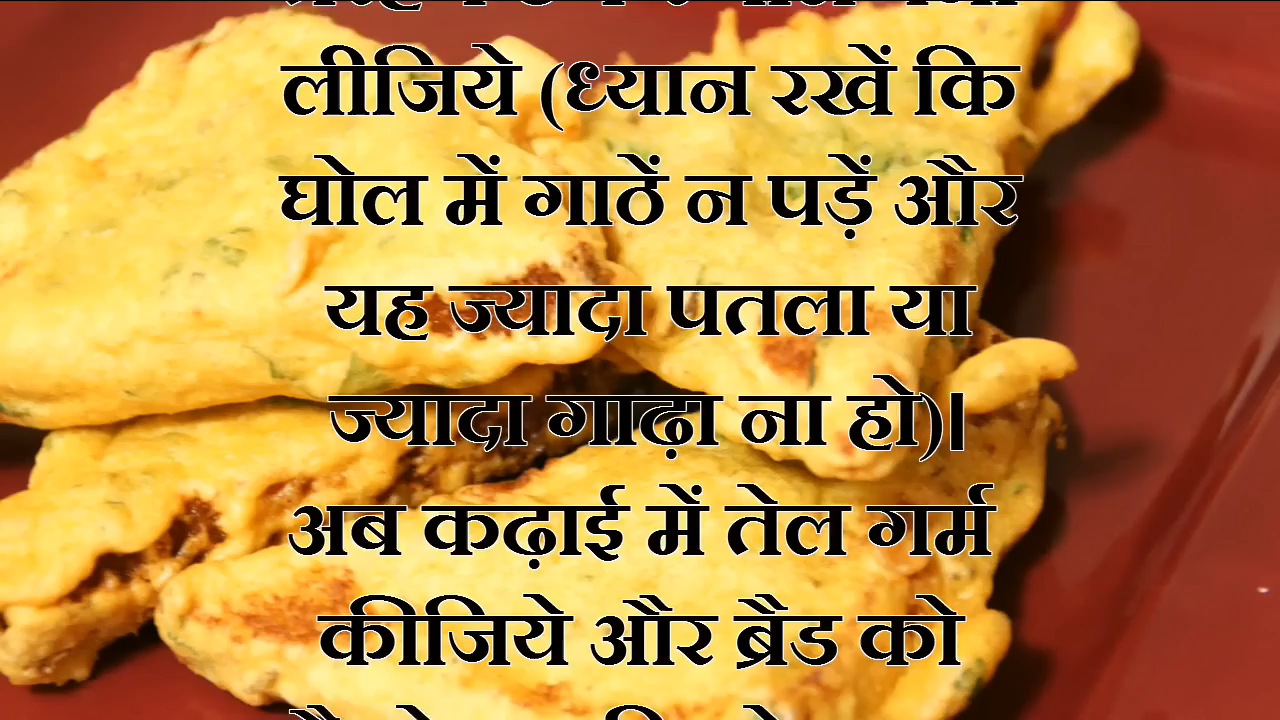 लीजिये (ध्यान रखें कि
घोल में गाठें न पड़ें और
यह ज्यादा पतला या
ज्यादा गाढ़ा ना हो)।
अब कढ़ाई में तेल गर्म
कीजिये और ब्रैड को